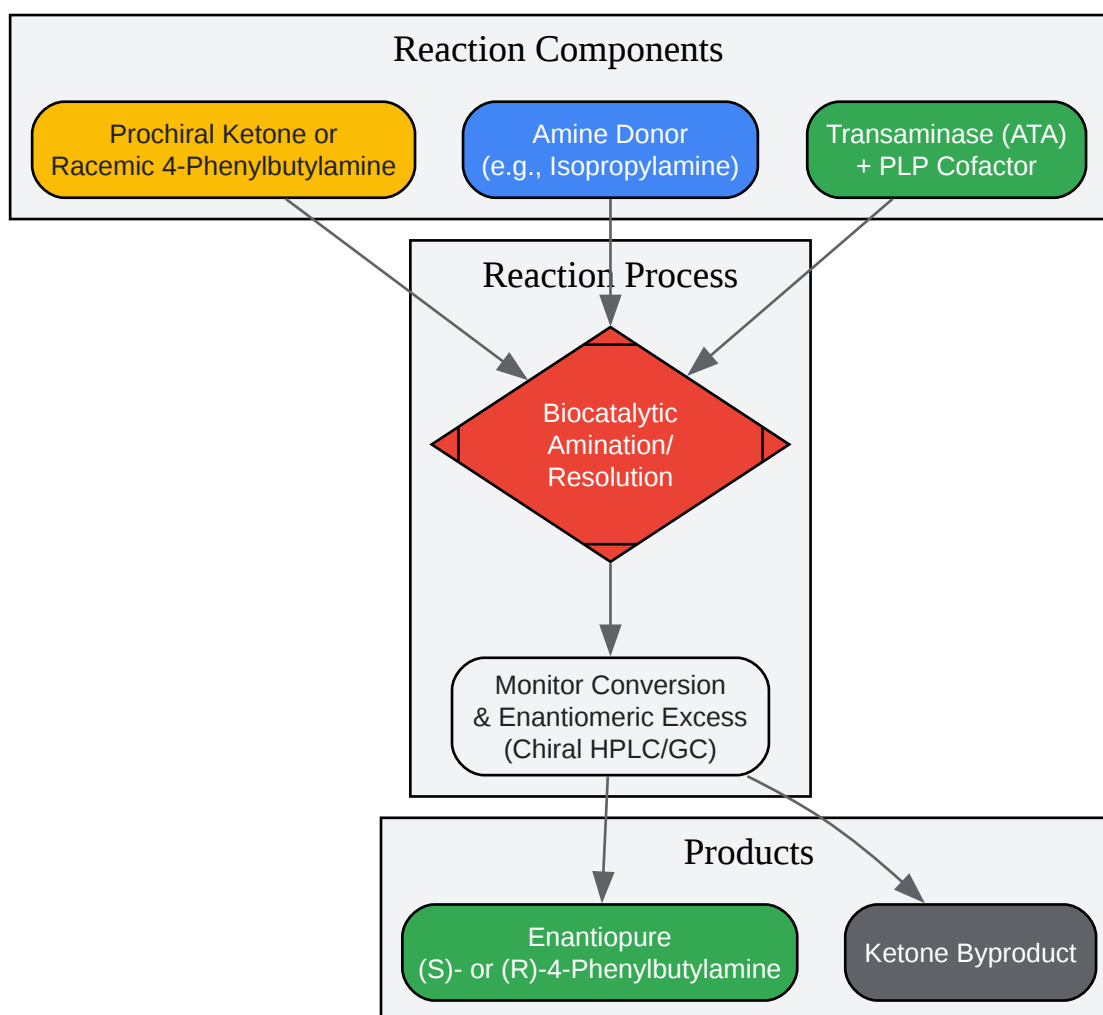 Reaction Components
Prochiral Ketone or
Racemic 4-Phenylbutylamine
Amine Donor
(e.g., Isopropylamine)
Transaminase (ATA)
+ PLP Cofactor
Reaction Process
Biocatalytic
Amination/
Resolution
Monitor Conversion
& Enantiomeric Excess
(Chiral HPLC/GC)
Products
Enantiopure
(S)- or (R)-4-Phenylbutylamine
Ketone Byproduct